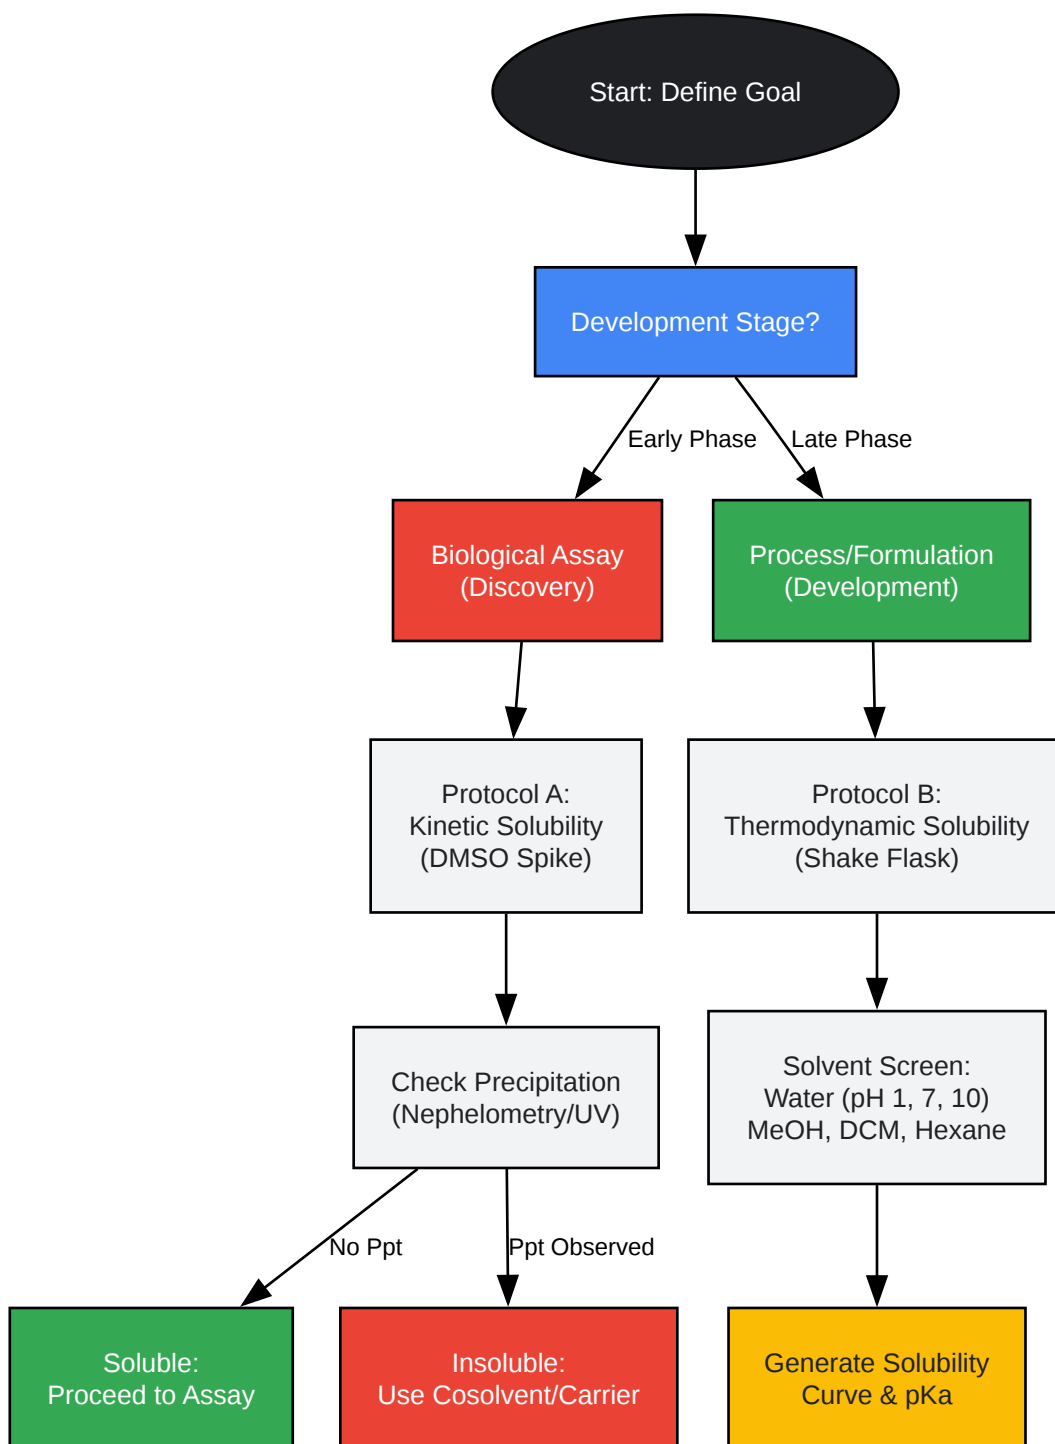 Start: Define Goal
Development Stage?
Early Phase
Late Phase
Biological Assay
(Discovery)
Process/Formulation
(Development)
Protocol A:
Kinetic Solubility
(DMSO Spike)
Protocol B:
Thermodynamic Solubility
(Shake Flask)
Check Precipitation
(Nephelometry/UV)
Solvent Screen:
Water (pH 1, 7, 10)
MeOH, DCM, Hexane
No Ppt
Ppt Observed
Soluble:
Proceed to Assay
Insoluble:
Use Cosolvent/Carrier
Generate Solubility
Curve & pKa